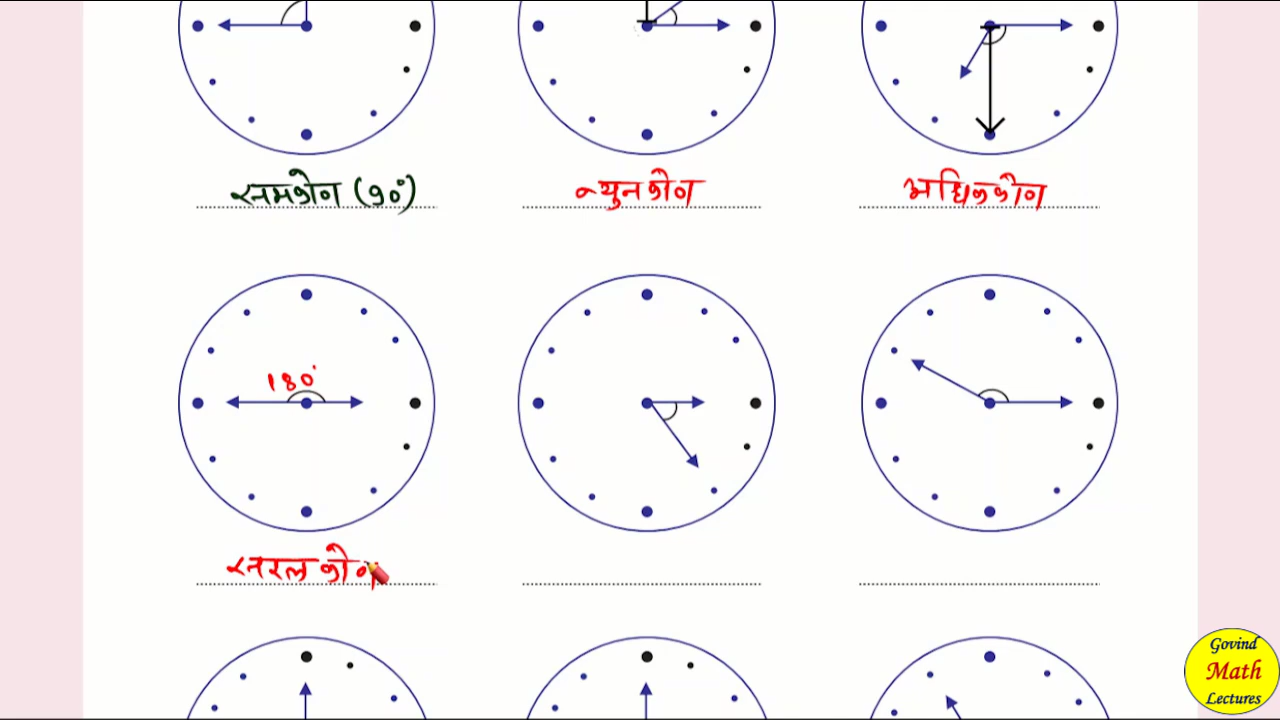 समकोण (90°)
न्युनकोण
अधिककोण
180°
सरल कोण
Govind
Math
Lectures